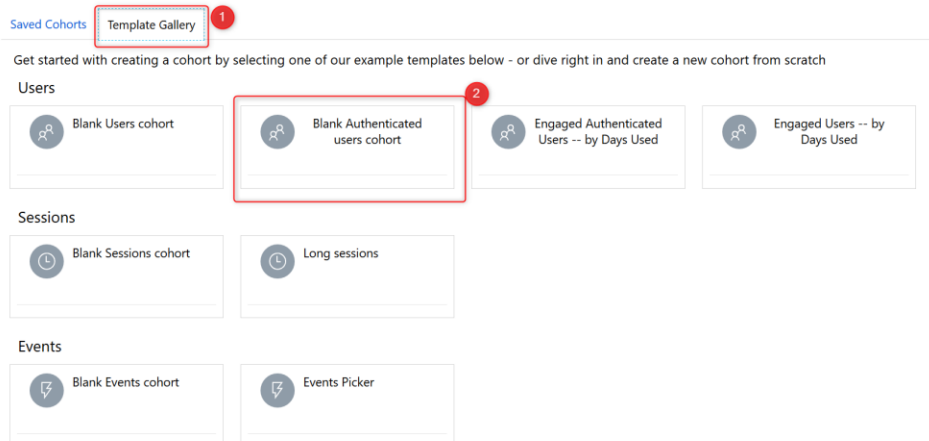 Saved Cohorts
Template Gallery
1
Get started with creating a cohort by selecting one of our example templates below - or dive right in and create a new cohort from scratch
Users
2
Blank Users cohort
Blank Authenticated
users cohort
Engaged Authenticated
Users -- by Days Used
Engaged Users -- by
Days Used
Sessions
Blank Sessions cohort
Long sessions
Events
Blank Events cohort
Events Picker